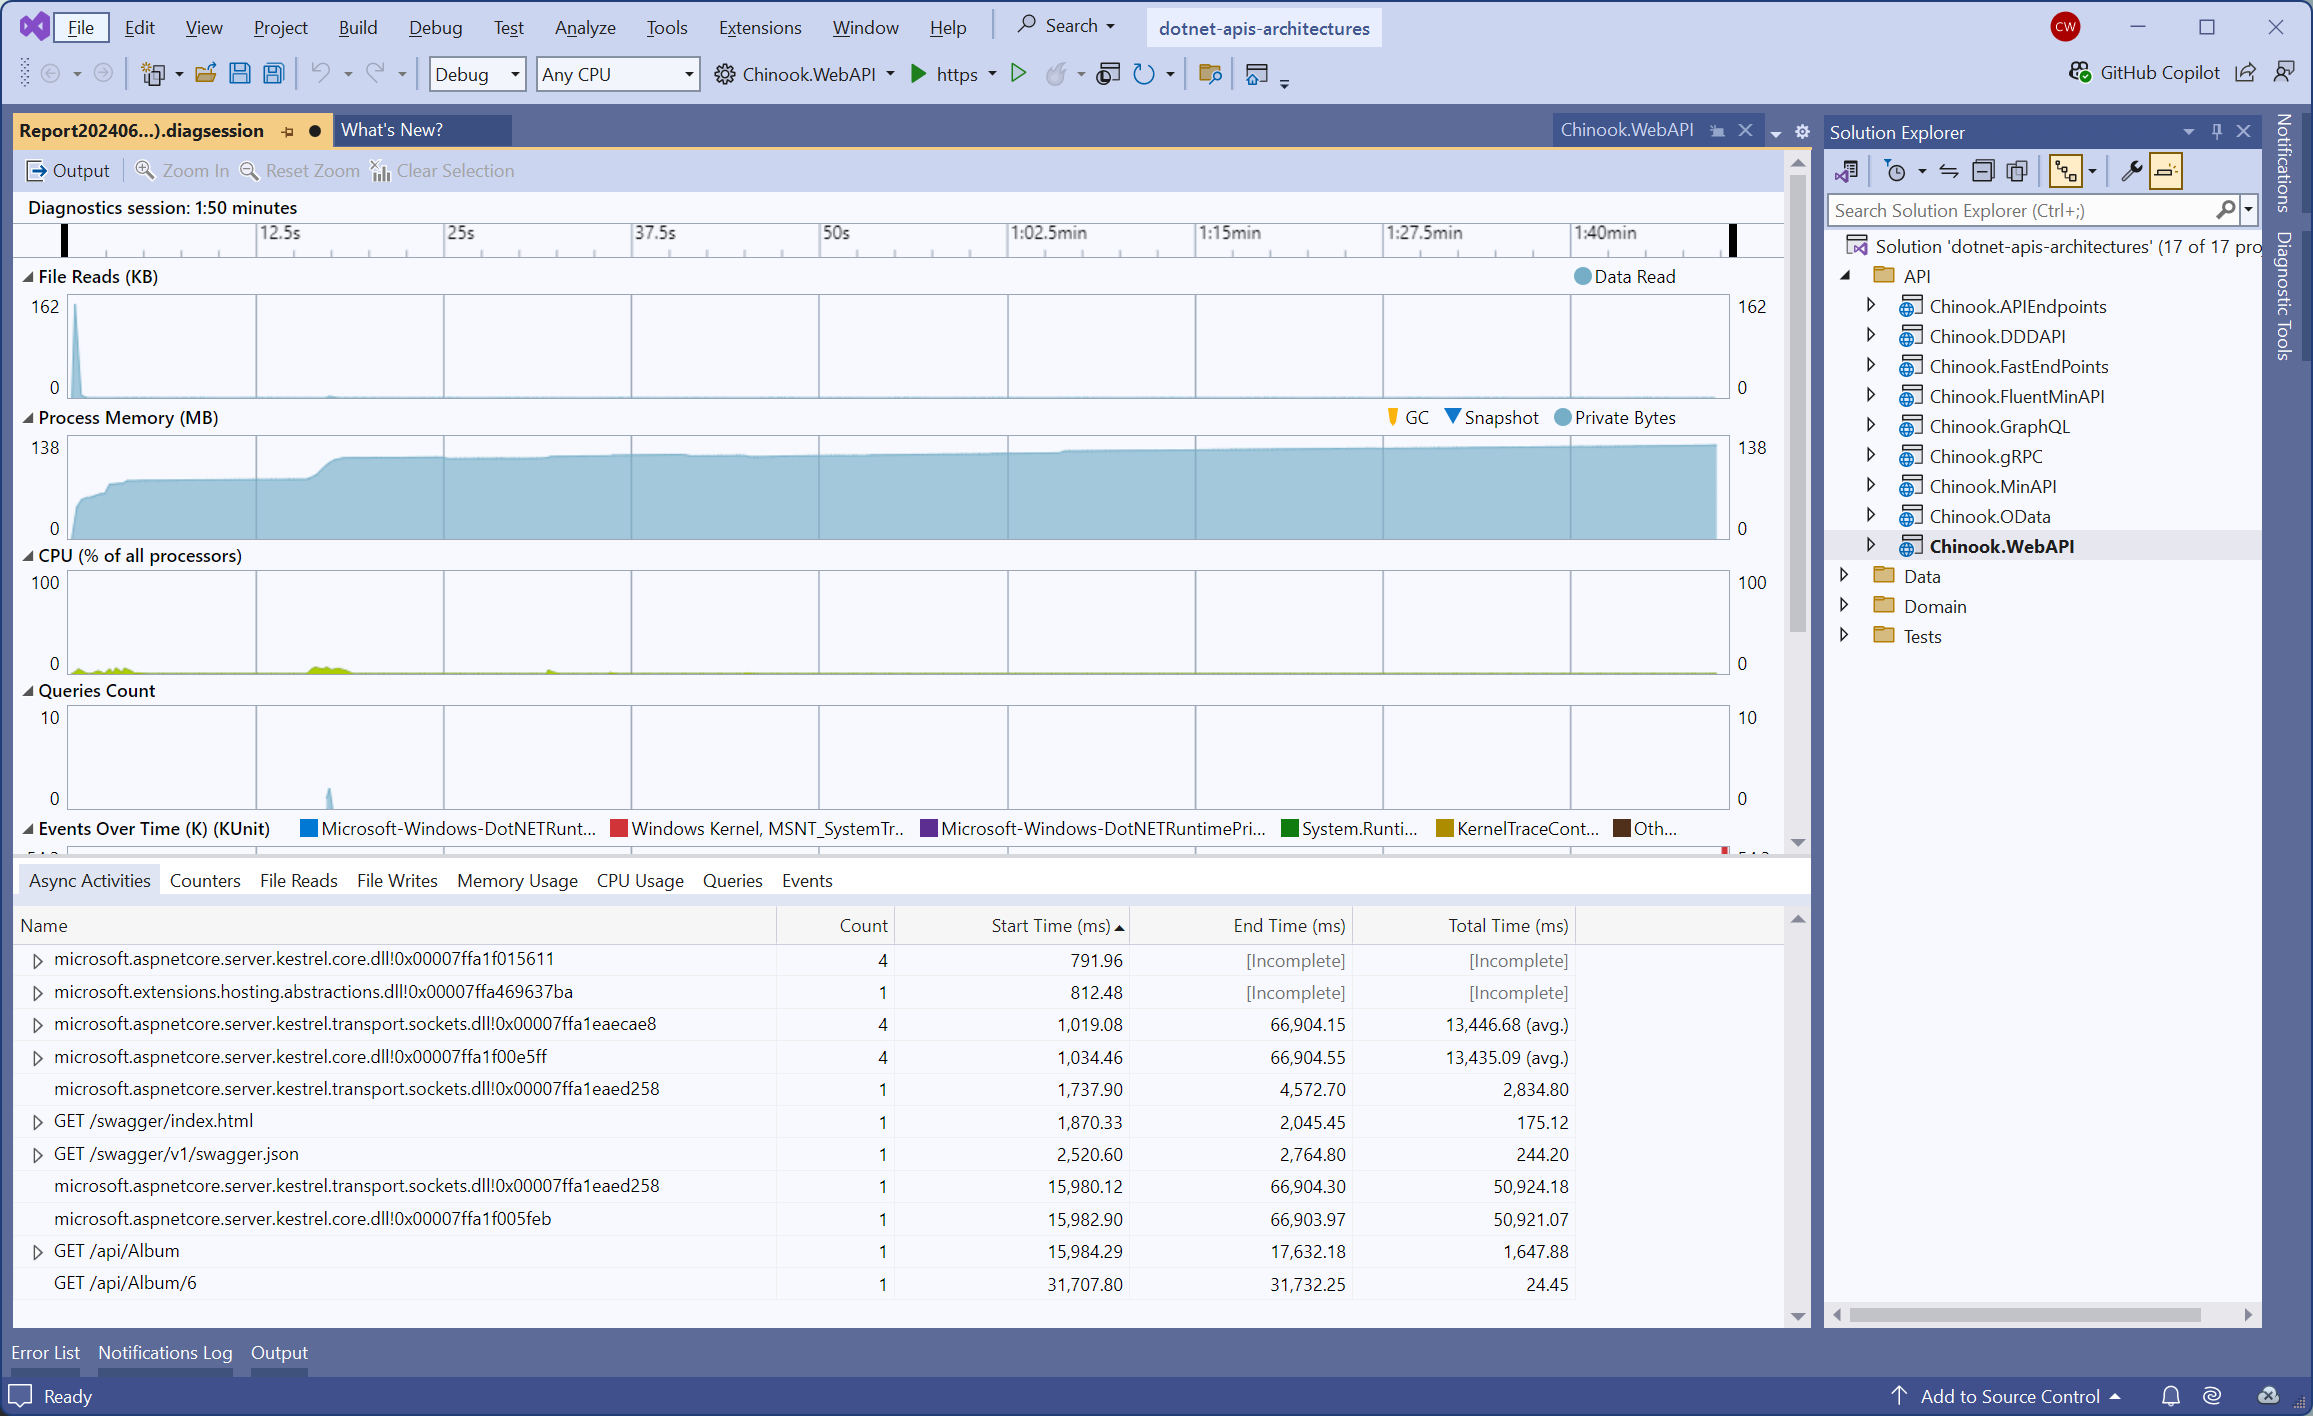 File Edit View Project Build Debug Test Analyze Tools Extensions Window Help Search dotnet-apis-architectures CW
Debug Any CPU Chinook.WebAPI https GitHub Copilot
Report202406...).diagsession What's New? Chinook.WebAPI
Output Zoom In Reset Zoom Clear Selection
Diagnostics session: 1:50 minutes
12.5s 25s 37.5s 50s 1:02.5min 1:15min 1:27.5min 1:40min
File Reads (KB) Data Read
162 162
0 0
Process Memory (MB) GC Snapshot Private Bytes
138 138
0 0
CPU (% of all processors)
100 100
0 0
Queries Count
10 10
0 0
Events Over Time (K) (KUnit) Microsoft-Windows-DotNETRunt... Windows Kernel, MSNT_SystemTr.. Microsoft-Windows-DotNETRuntimePri... System.Runti... KernelTraceCont... Oth...
Async Activities Counters File Reads File Writes Memory Usage CPU Usage Queries Events
Name Count Start Time (ms) End Time (ms) Total Time (ms)
microsoft.aspnetcore.server.kestrel.core.dll!0x00007ffa1f015611 4 791.96 [Incomplete] [Incomplete]
microsoft.extensions.hosting.abstractions.dll!0x00007ffa469637ba 1 812.48 [Incomplete] [Incomplete]
microsoft.aspnetcore.server.kestrel.transport.sockets.dll!0x00007ffa1eaecae8 4 1,019.08 66,904.15 13,446.68 (avg.)
microsoft.aspnetcore.server.kestrel.core.dll!0x00007ffa1f00e5ff 4 1,034.46 66,904.55 13,435.09 (avg.)
microsoft.aspnetcore.server.kestrel.transport.sockets.dll!0x00007ffa1eaed258 1 1,737.90 4,572.70 2,834.80
GET /swagger/index.html 1 1,870.33 2,045.45 175.12
GET /swagger/v1/swagger.json 1 2,520.60 2,764.80 244.20
microsoft.aspnetcore.server.kestrel.transport.sockets.dll!0x00007ffa1eaed258 1 15,980.12 66,904.30 50,924.18
microsoft.aspnetcore.server.kestrel.core.dll!0x00007ffa1f005feb 1 15,982.90 66,903.97 50,921.07
GET /api/Album 1 15,984.29 17,632.18 1,647.88
GET /api/Album/6 1 31,707.80 31,732.25 24.45
Solution Explorer
Search Solution Explorer (Ctrl+;)
Solution 'dotnet-apis-architectures' (17 of 17 pro
API
Chinook.APIEndpoints
Chinook.DDDAPI
Chinook.FastEndPoints
Chinook.FluentMinAPI
Chinook.GraphQL
Chinook.gRPC
Chinook.MinAPI
Chinook.OData
Chinook.WebAPI
Data
Domain
Tests
Notifications
Diagnostic Tools
Error List Notifications Log Output
Ready Add to Source Control